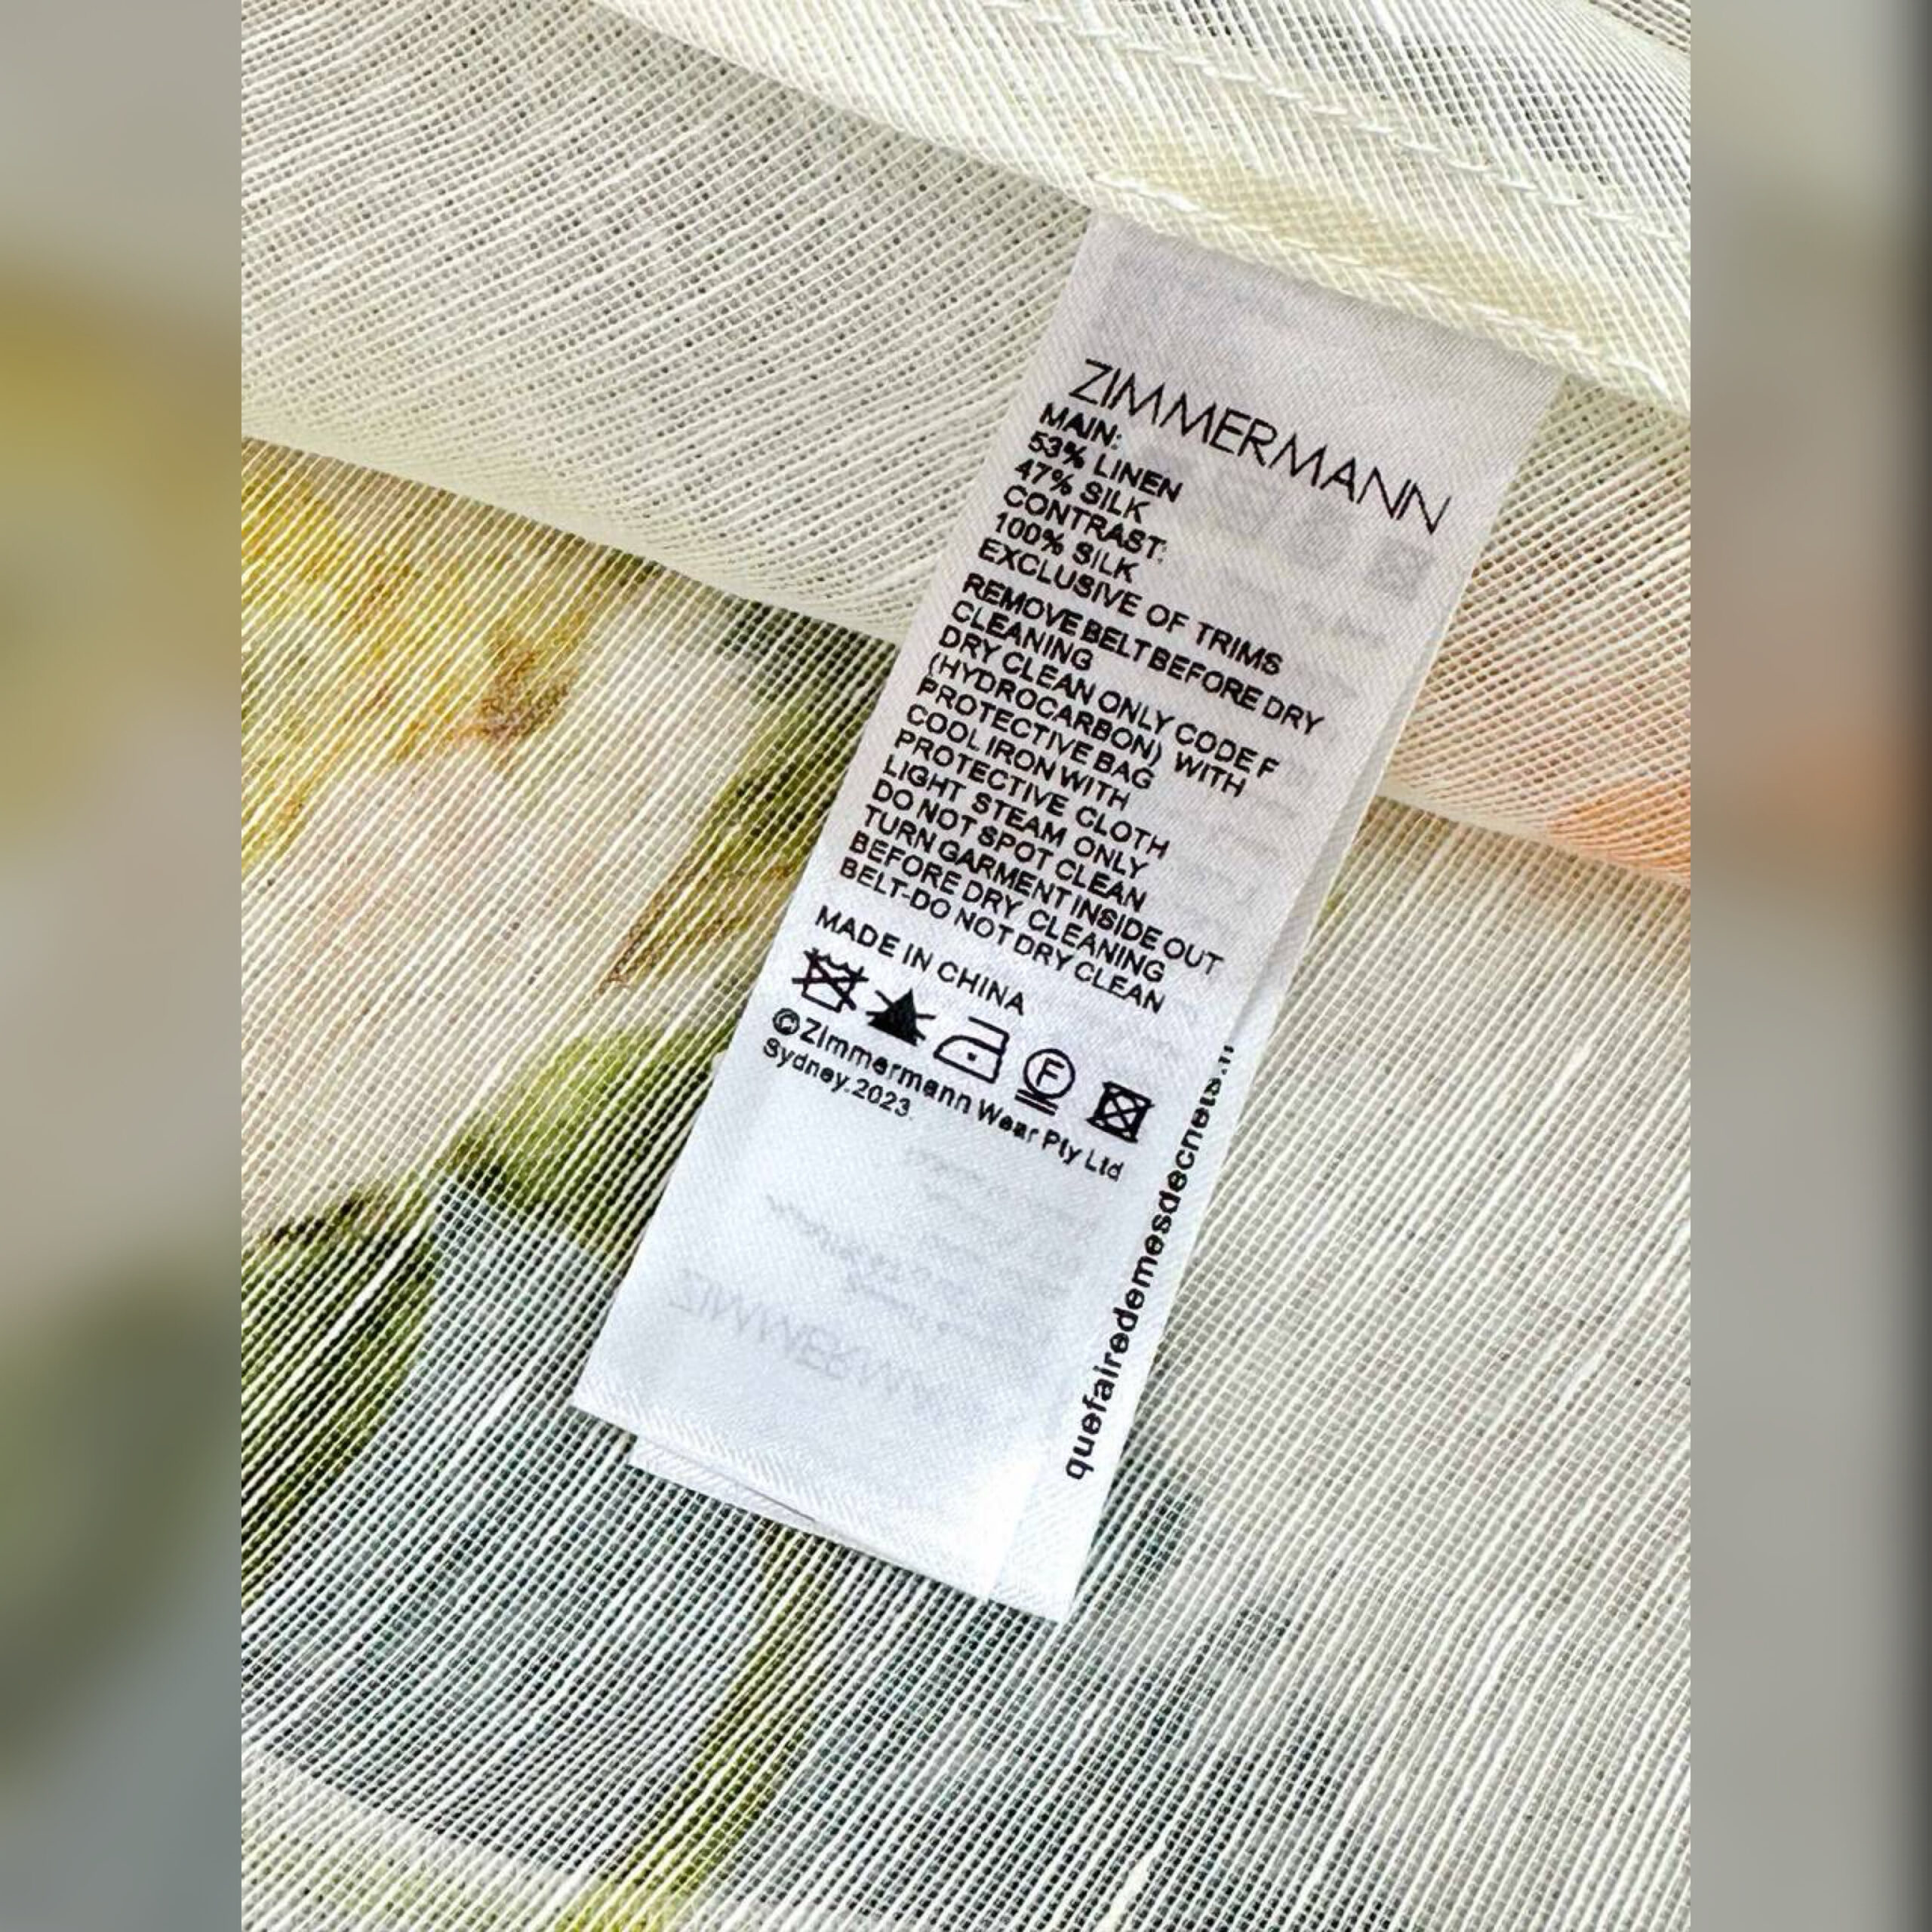 ZIMMERMANN
MAIN:
53% LINEN
47% SILK
CONTRAST:
100% SILK
EXCLUSIVE OF TRIMS
REMOVE BELT BEFORE DRY
CLEANING
DRY CLEAN ONLY CODE F
(HYDROCARBON) WITH
PROTECTIVE BAG
COOL IRON WITH
PROTECTIVE CLOTH
LIGHT STEAM ONLY
DO NOT SPOT CLEAN
TURN GARMENT INSIDE OUT
BEFORE DRY CLEANING
BELT-DO NOT DRY CLEAN
MADE IN CHINA
F
©Zimmermann Wear Pty Ltd
Sydney.2023.